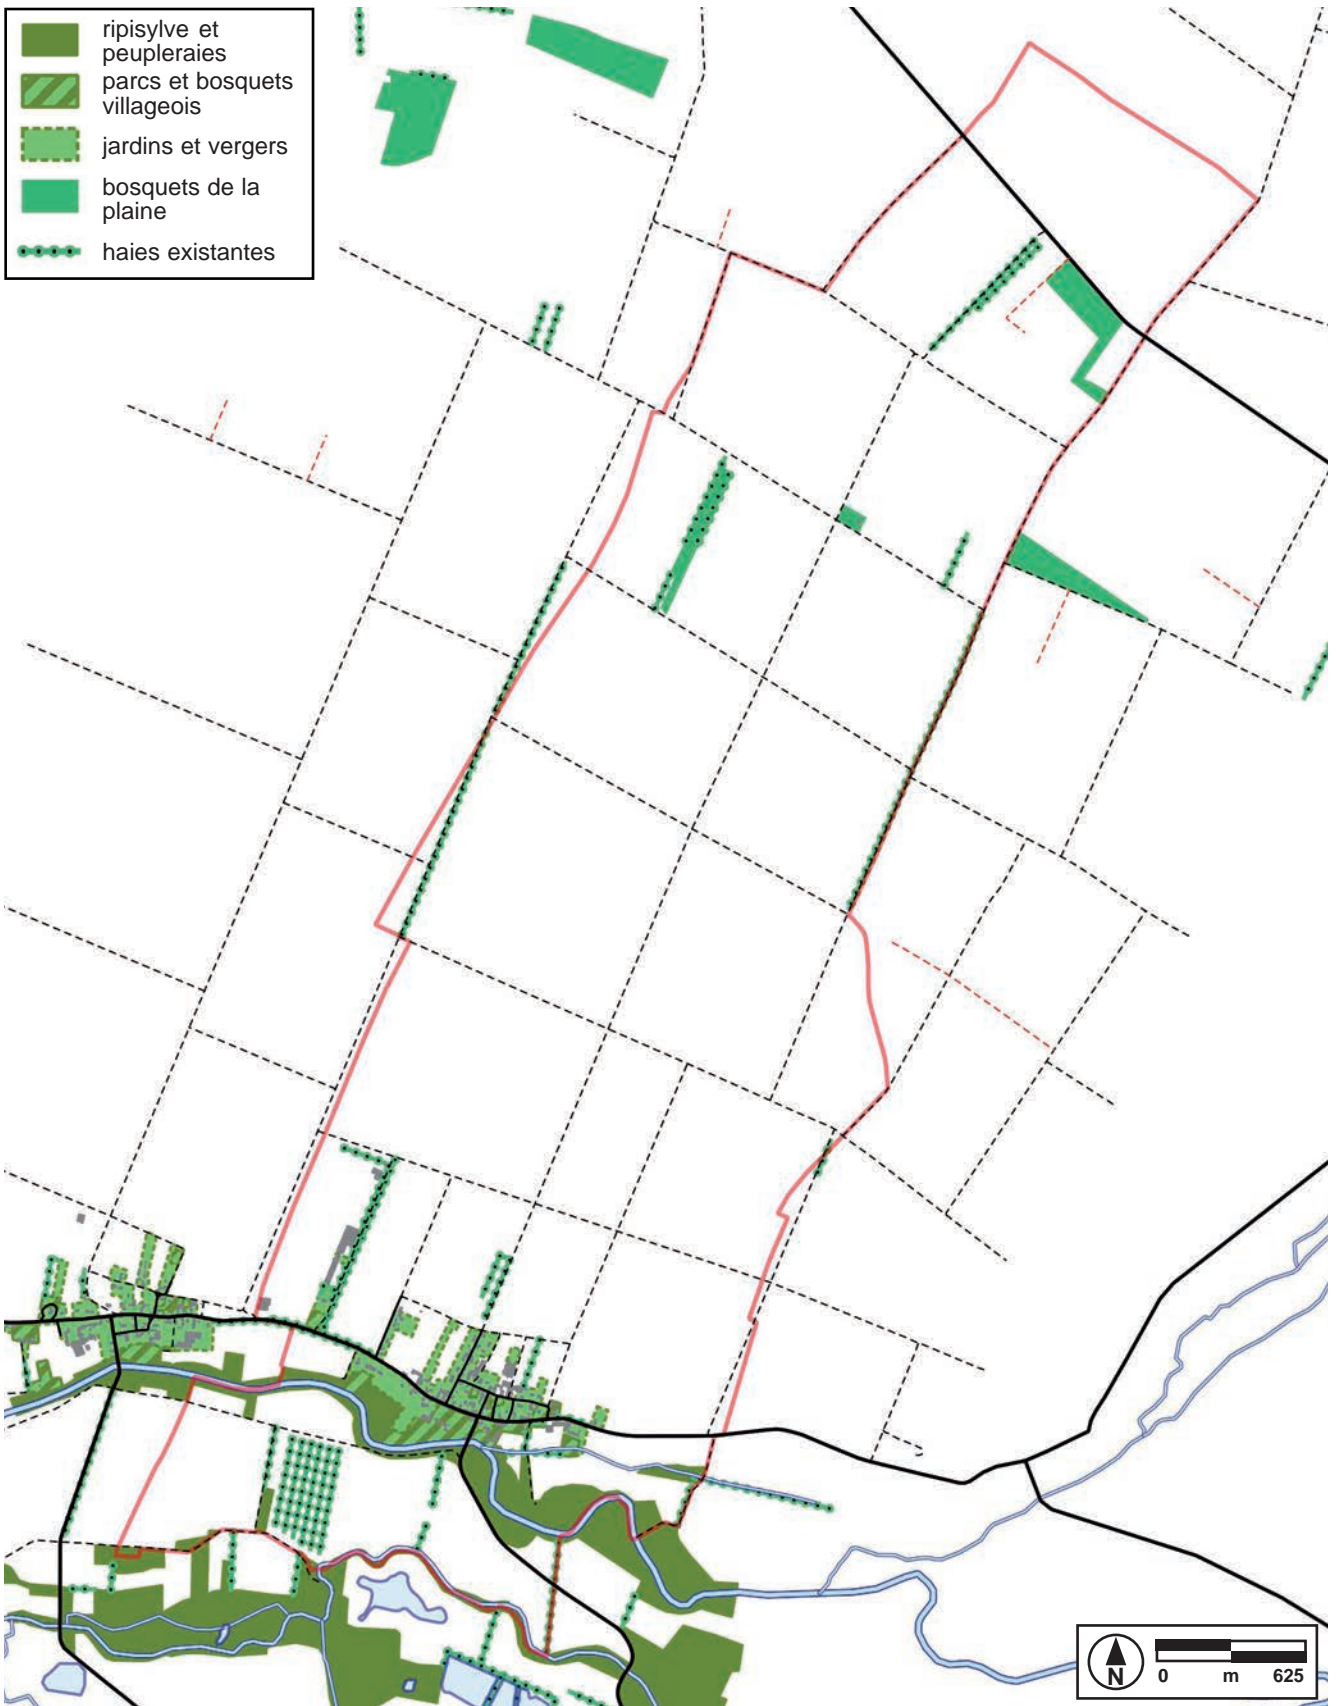 ripisylve et
peupleraies
parcs et bosquets
villageois
jardins et vergers
bosquets de la
plaine
haies existantes
N
0 m 625